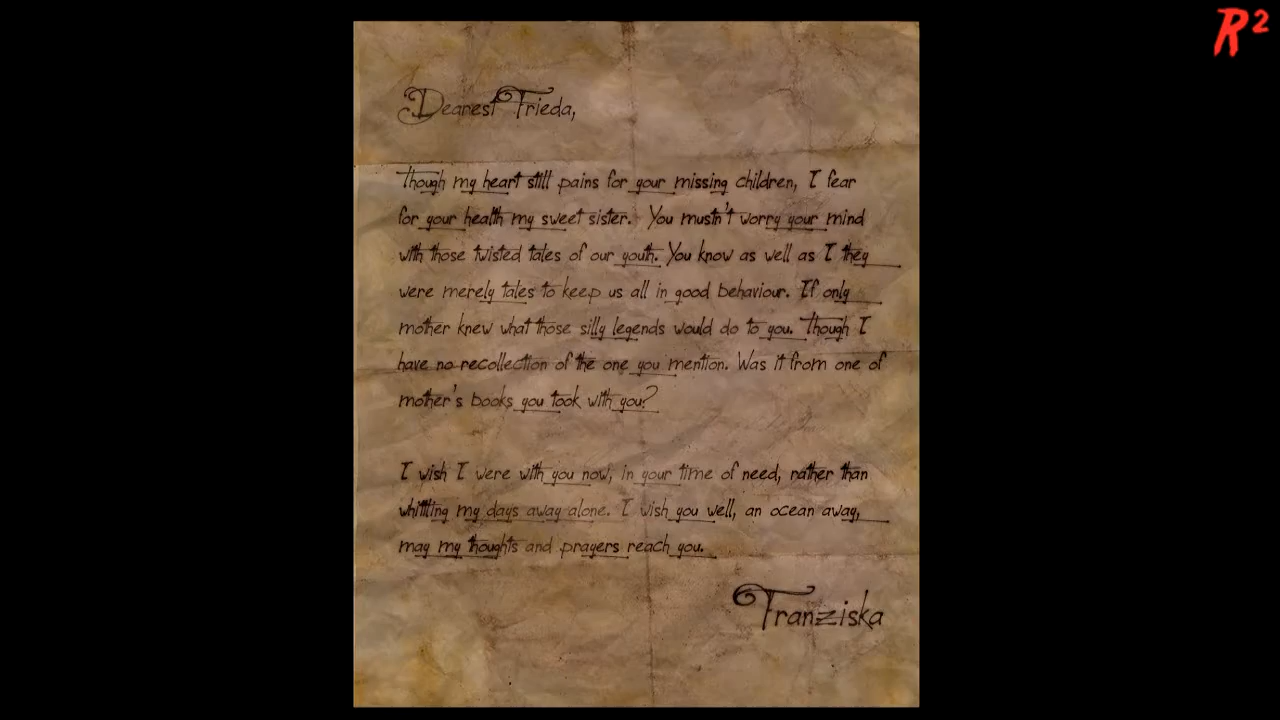 R²
Dearest Frieda,
Though my heart still pains for your missing children, I fear
for your health my sweet sister. You mustn't worry your mind
with those twisted tales of our youth. You know as well as I they
were merely tales to keep us all in good behaviour. If only
mother knew what those silly legends would do to you. Though I
have no recollection of the one you mention. Was it from one of
mother's books you took with you?
I wish I were with you now, in your time of need, rather than
whittling my days away alone. I wish you well, an ocean away,
may my thoughts and prayers reach you.
Franziska